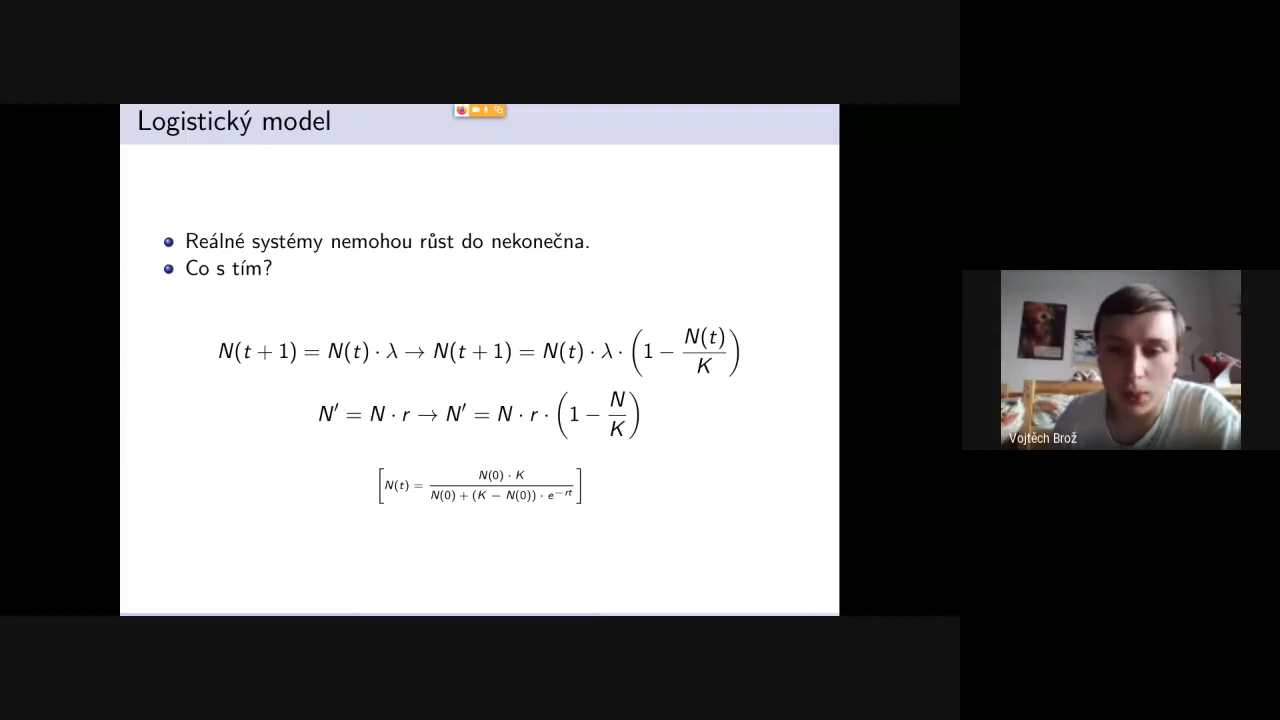 Logistický model
Reálné systémy nemohou růst do nekonečna.
Co s tím?
N(t + 1) = N(t) · λ → N(t + 1) = N(t) · λ · (1 − N(t)/K)
N′ = N · r → N′ = N · r · (1 − N/K)
[N(t) = N(0) · K / N(0) + (K − N(0)) · e^−rt]
Vojtěch Brož